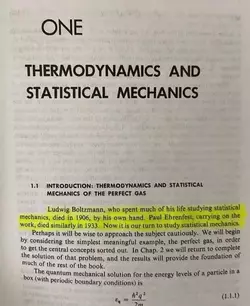 ONE
THERMODYNAMICS AND
STATISTICAL MECHANICS
1.1 INTRODUCTION: THERMODYNAMICS AND STATISTICAL
MECHANICS OF THE PERFECT GAS
Ludwig Boltzmann, who spent much of his life studying statistical
mechanics, died in 1906, by his own hand. Paul Ehrenfest, carrying on the
work, died similarly in 1933. Now it is our turn to study statistical mechanics.
Perhaps it will be wise to approach the subject cautiously. We will begin
by considering the simplest meaningful example, the perfect gas, in order
to get the central concepts sorted out. In Chap. 2 we will return to complete
the solution of that problem, and the results will provide the foundation of
much of the rest of the book.
The quantum mechanical solution for the energy levels of a particle in a
box (with periodic boundary conditions) is
(1.1.1)